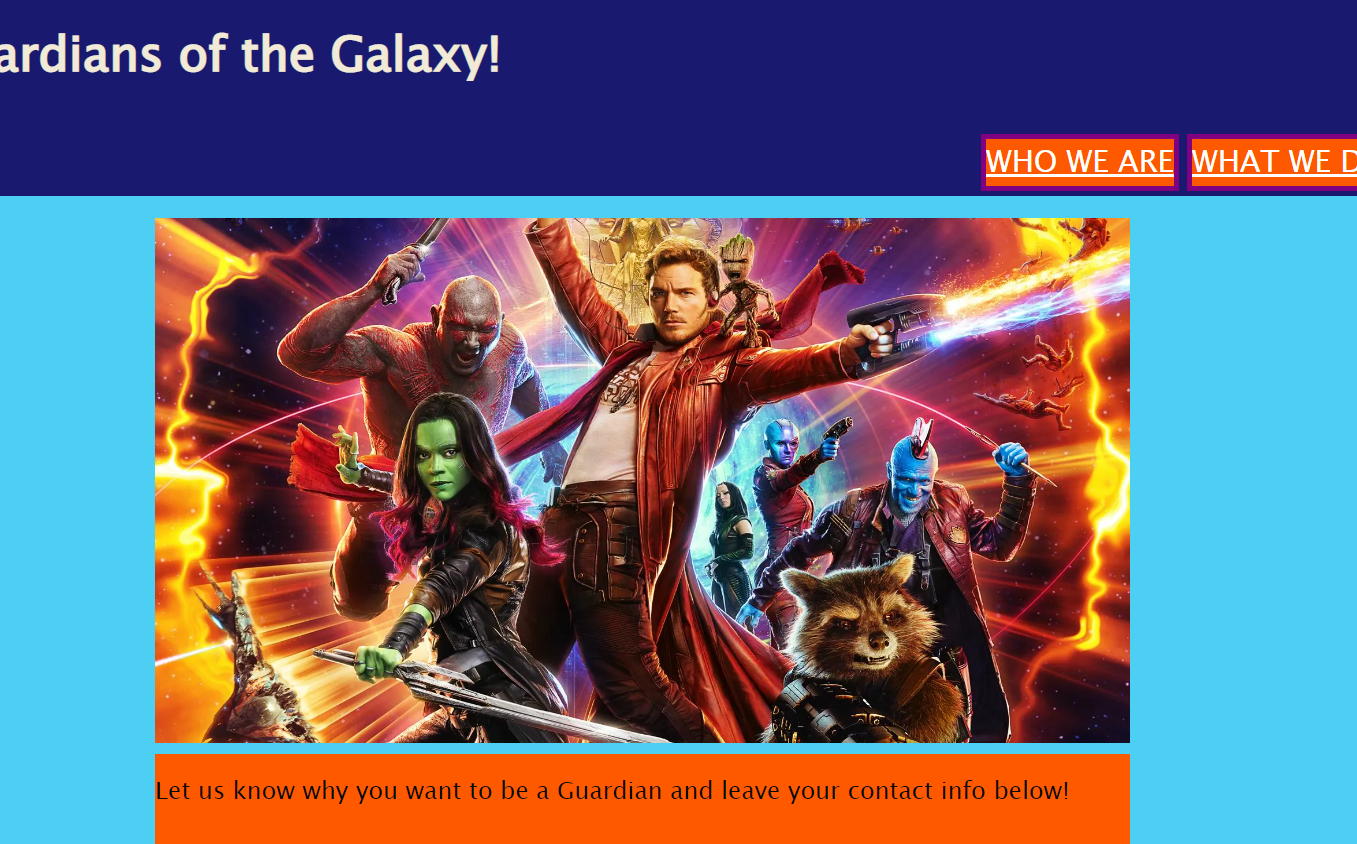 ardians of the Galaxy!
WHO WE ARE WHAT WE D
Let us know why you want to be a Guardian and leave your contact info below!